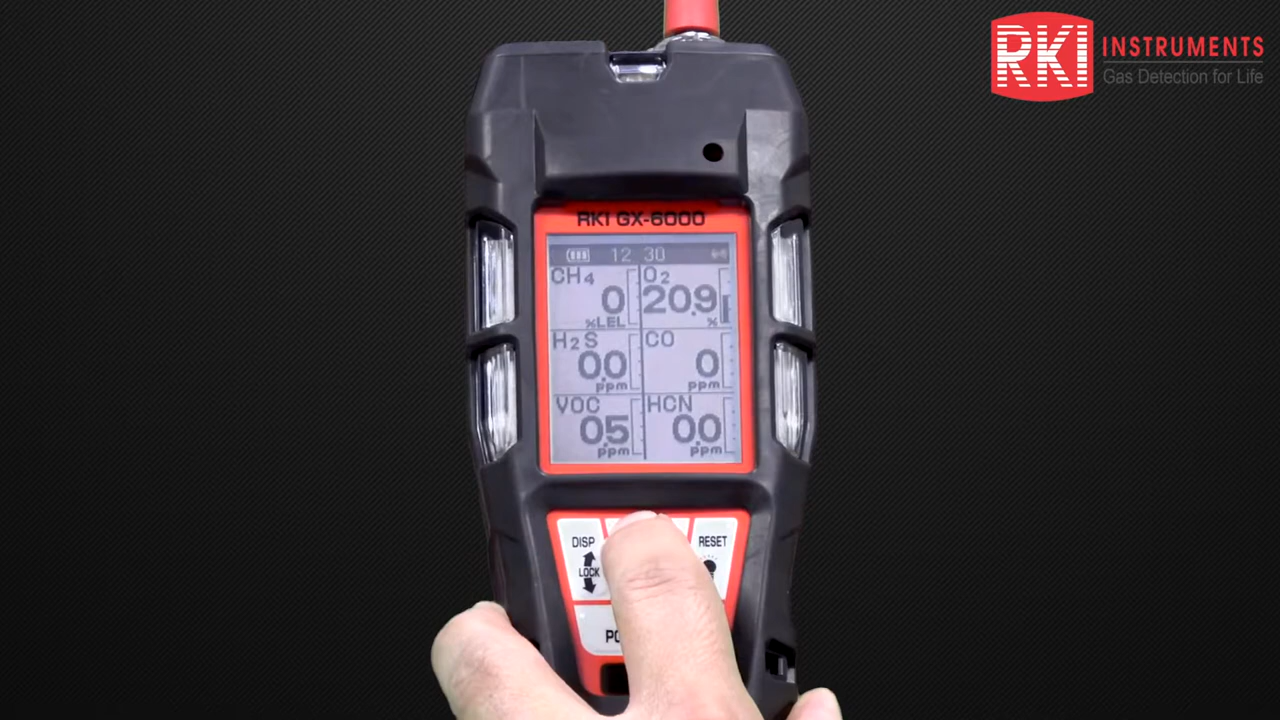 RKI INSTRUMENTS
Gas Detection for Life
RKI GX-6000
12 30
CH4 O2
0 20.9
%LEL %
H2S CO
0.0 0
ppm ppm
VOC HCN
0.5 0.0
ppm ppm
DISP RESET
LOCK